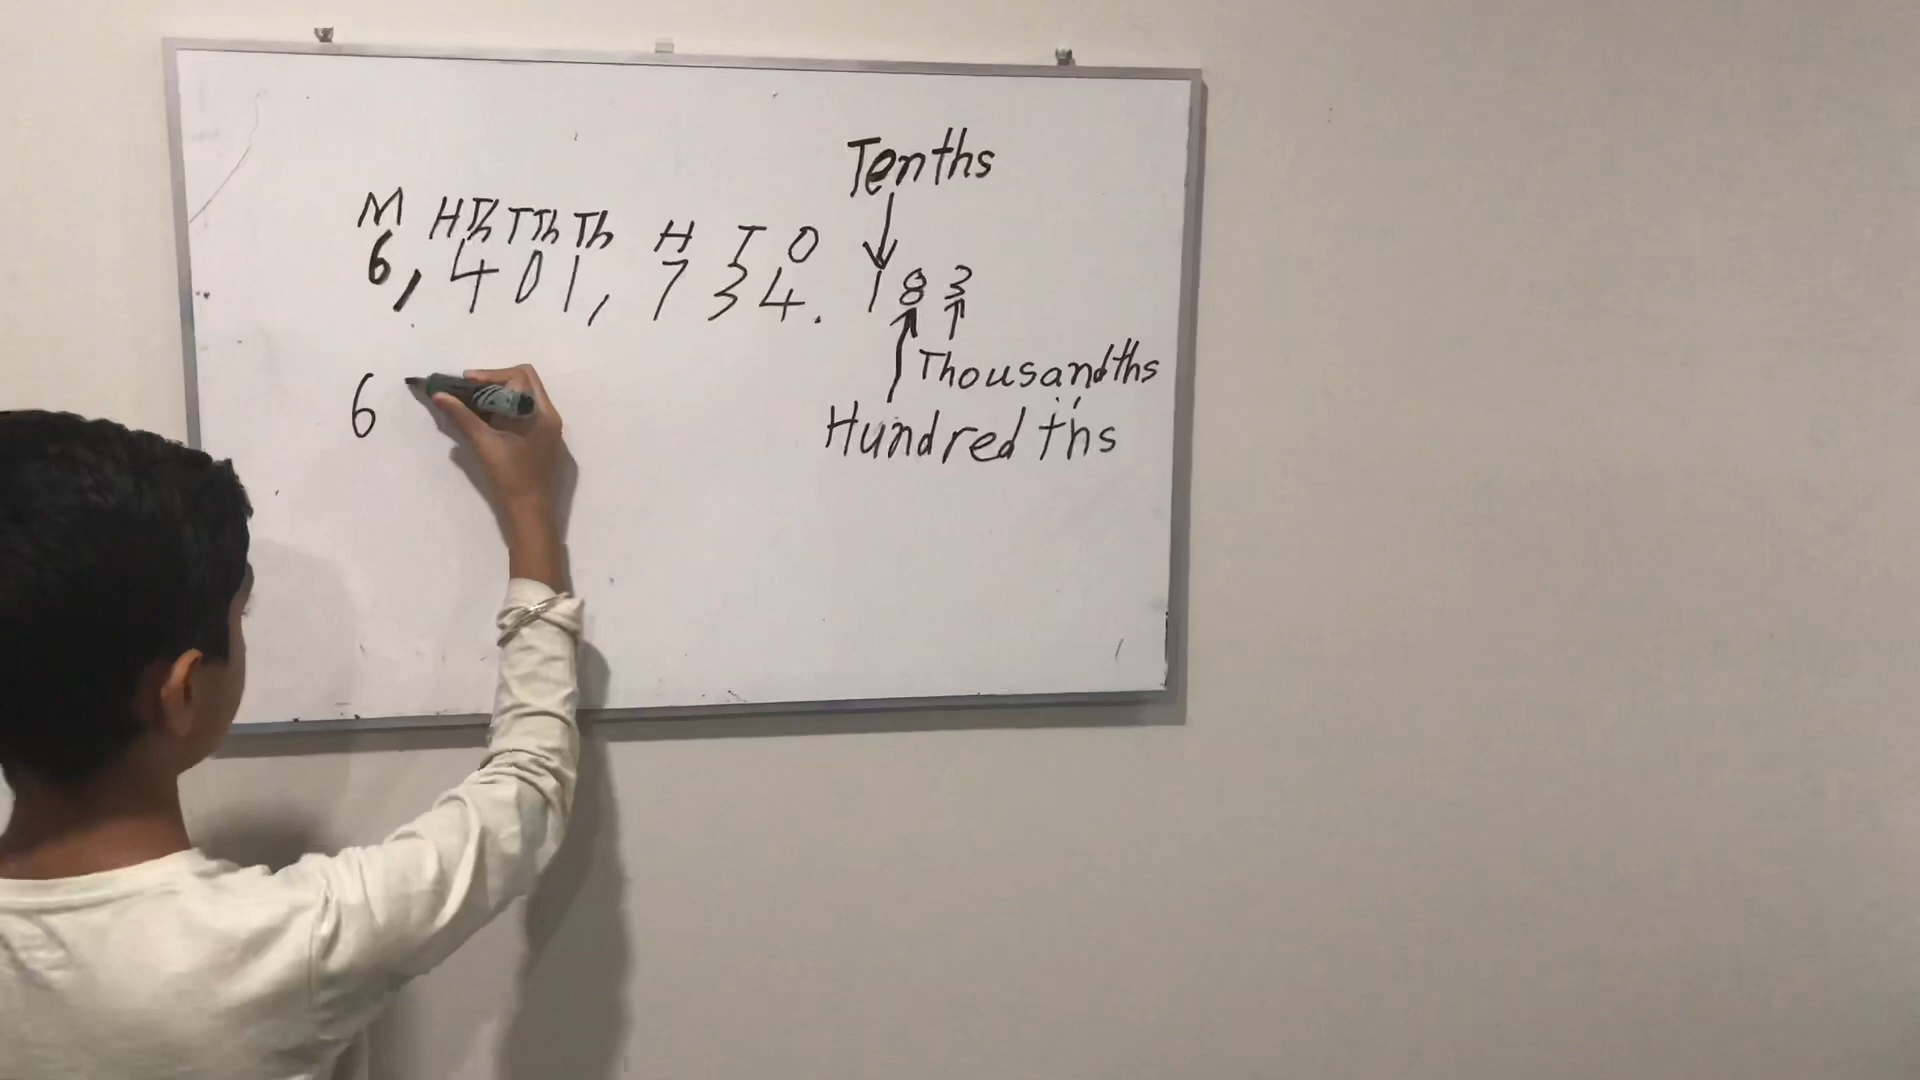 Tenths
M HTh TTh Th H T O
6, 401, 734. 183
Thousandths
6
Hundredths